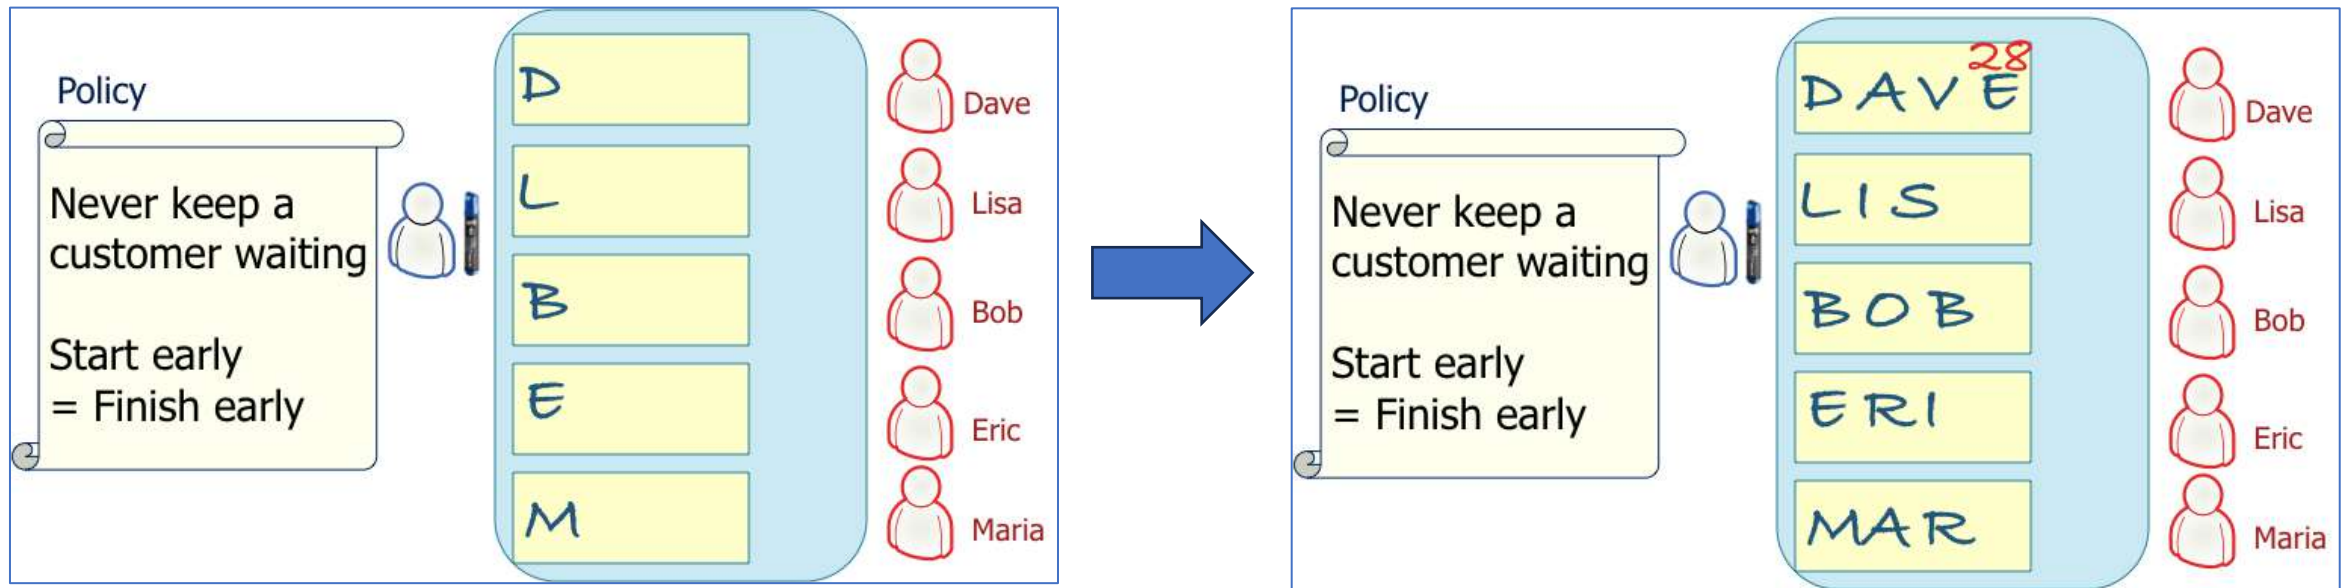 Policy
Never keep a
customer waiting
Start early
= Finish early
D
L
B
E
M
Dave
Lisa
Bob
Eric
Maria
Policy
Never keep a
customer waiting
Start early
= Finish early
28
DAVE
LIS
BOB
ERI
MAR
Dave
Lisa
Bob
Eric
Maria